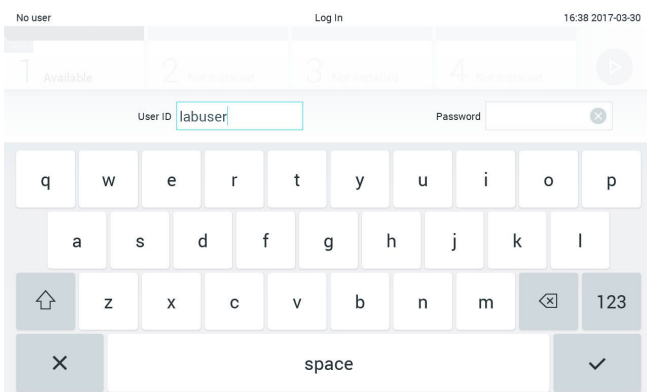 No user Log In 16:38 2017-03-30
1 Available 2 Not installed 3 Not installed 4 Not installed
User ID labuser Password
q w e r t y u i o p
a s d f g h j k l
z x c v b n m 123
space